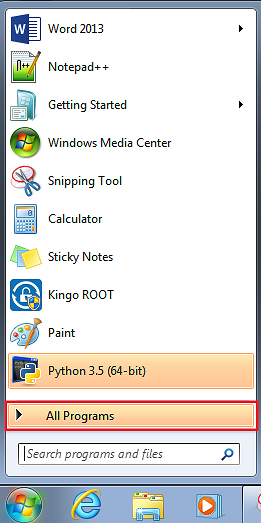 Word 2013
Notepad++
Getting Started
Windows Media Center
Snipping Tool
Calculator
Sticky Notes
Kingo ROOT
Paint
Python 3.5 (64-bit)
All Programs
Search programs and files